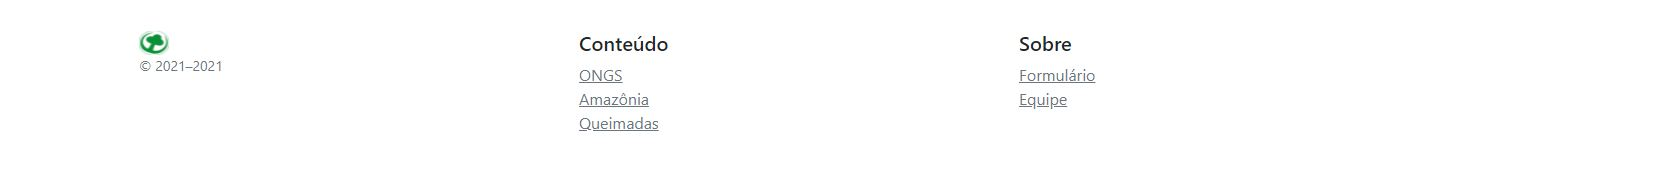 © 2021–2021
Conteúdo
ONGS
Amazônia
Queimadas
Sobre
Formulário
Equipe